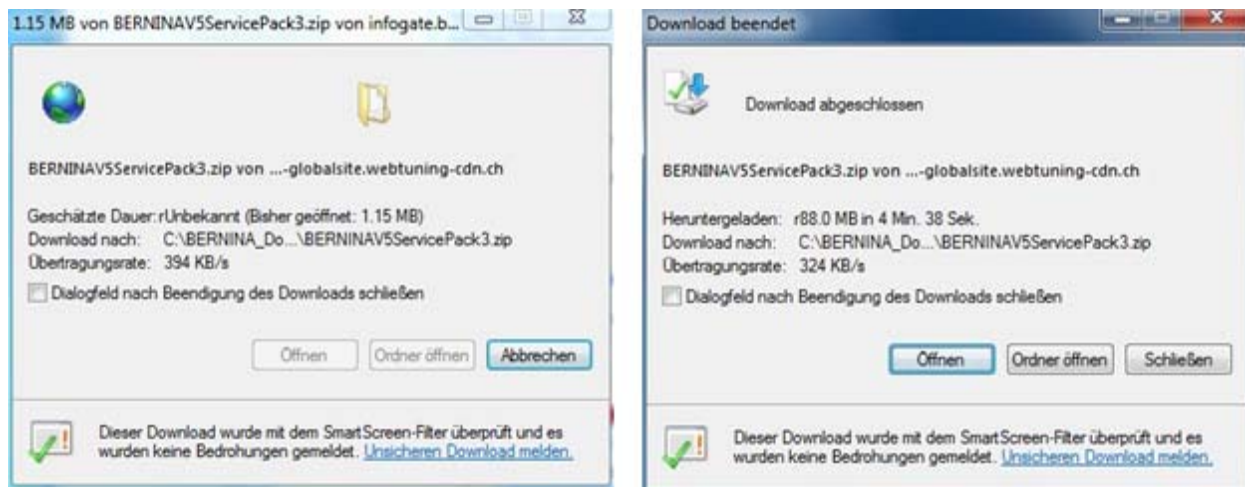 1.15 MB von BERNINAV5ServicePack3.zip von infogate.b...
BERNINAV5ServicePack3.zip von ...-globalsite.webtuning-cdn.ch
Geschätzte Dauer: rUnbekannt (Bisher geöffnet: 1.15 MB)
Download nach: C:\BERNINA_Do...\BERNINAV5ServicePack3.zip
Übertragungsrate: 394 KB/s
Dialogfeld nach Beendigung des Downloads schließen
Öffnen Ordner öffnen Abbrechen
Dieser Download wurde mit dem SmartScreen-Filter überprüft und es
wurden keine Bedrohungen gemeldet. Unsicheren Download melden.
Download beendet
Download abgeschlossen
BERNINAV5ServicePack3.zip von ...-globalsite.webtuning-cdn.ch
Heruntergeladen: r88.0 MB in 4 Min. 38 Sek.
Download nach: C:\BERNINA_Do...\BERNINAV5ServicePack3.zip
Übertragungsrate: 324 KB/s
Dialogfeld nach Beendigung des Downloads schließen
Öffnen Ordner öffnen Schließen
Dieser Download wurde mit dem SmartScreen-Filter überprüft und es
wurden keine Bedrohungen gemeldet. Unsicheren Download melden.